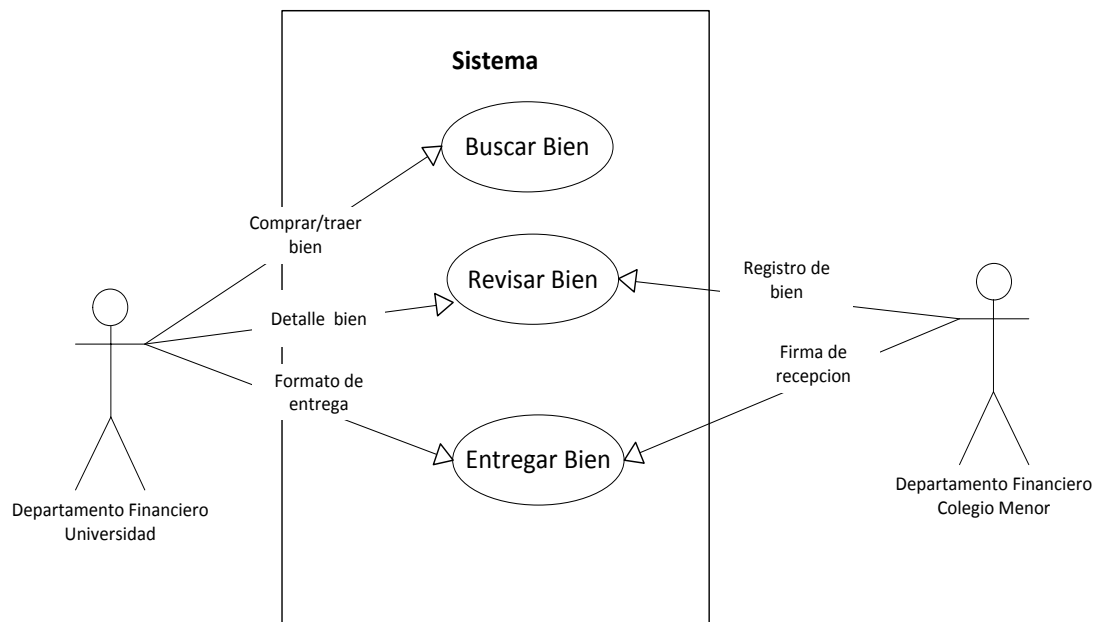 Sistema
Buscar Bien
Comprar/traer
bien
Revisar Bien
Registro de
bien
Detalle bien
Firma de
recepcion
Formato de
entrega
Entregar Bien
Departamento Financiero
Universidad
Departamento Financiero
Colegio Menor